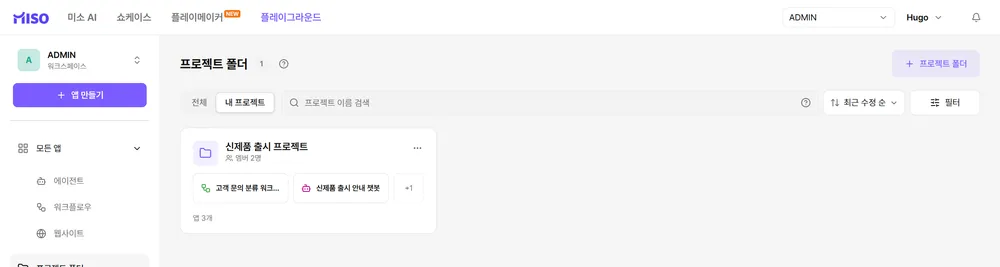 MISO 미소 AI 쇼케이스 플레이메이커 NEW 플레이그라운드 ADMIN Hugo
A ADMIN
워크스페이스
+ 앱 만들기
모든 앱
에이전트
워크플로우
웹사이트
프로젝트 폴더
프로젝트 폴더 1 + 프로젝트 폴더
전체 내 프로젝트 프로젝트 이름 검색 최근 수정 순 필터
신제품 출시 프로젝트
멤버 2명
고객 문의 분류 워크... 신제품 출시 안내 챗봇 +1
앱 3개